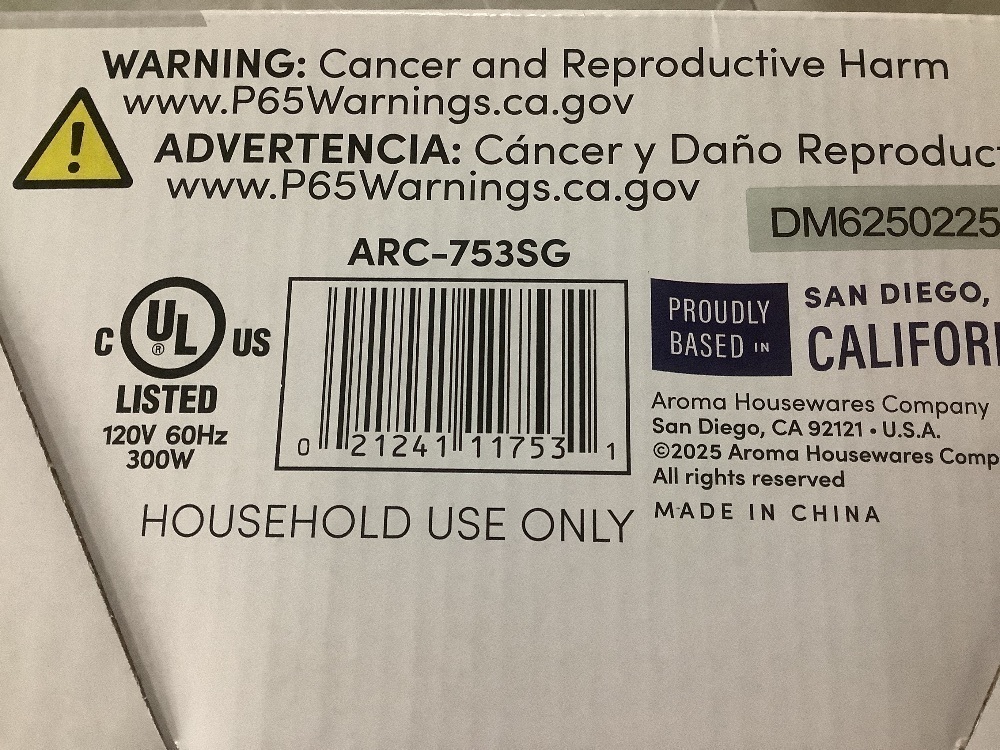 WARNING: Cancer and Reproductive Harm
www.P65Warnings.ca.gov
ADVERTENCIA: Cáncer y Daño Reproduc
www.P65Warnings.ca.gov
DM6250225
ARC-753SG
C UL® US
LISTED
120V 60Hz
300W
0 21241 11753 1
PROUDLY
BASED IN
SAN DIEGO,
CALIFOR
Aroma Housewares Company
San Diego, CA 92121 • U.S.A.
©2025 Aroma Housewares Comp
All rights reserved
MADE IN CHINA
HOUSEHOLD USE ONLY